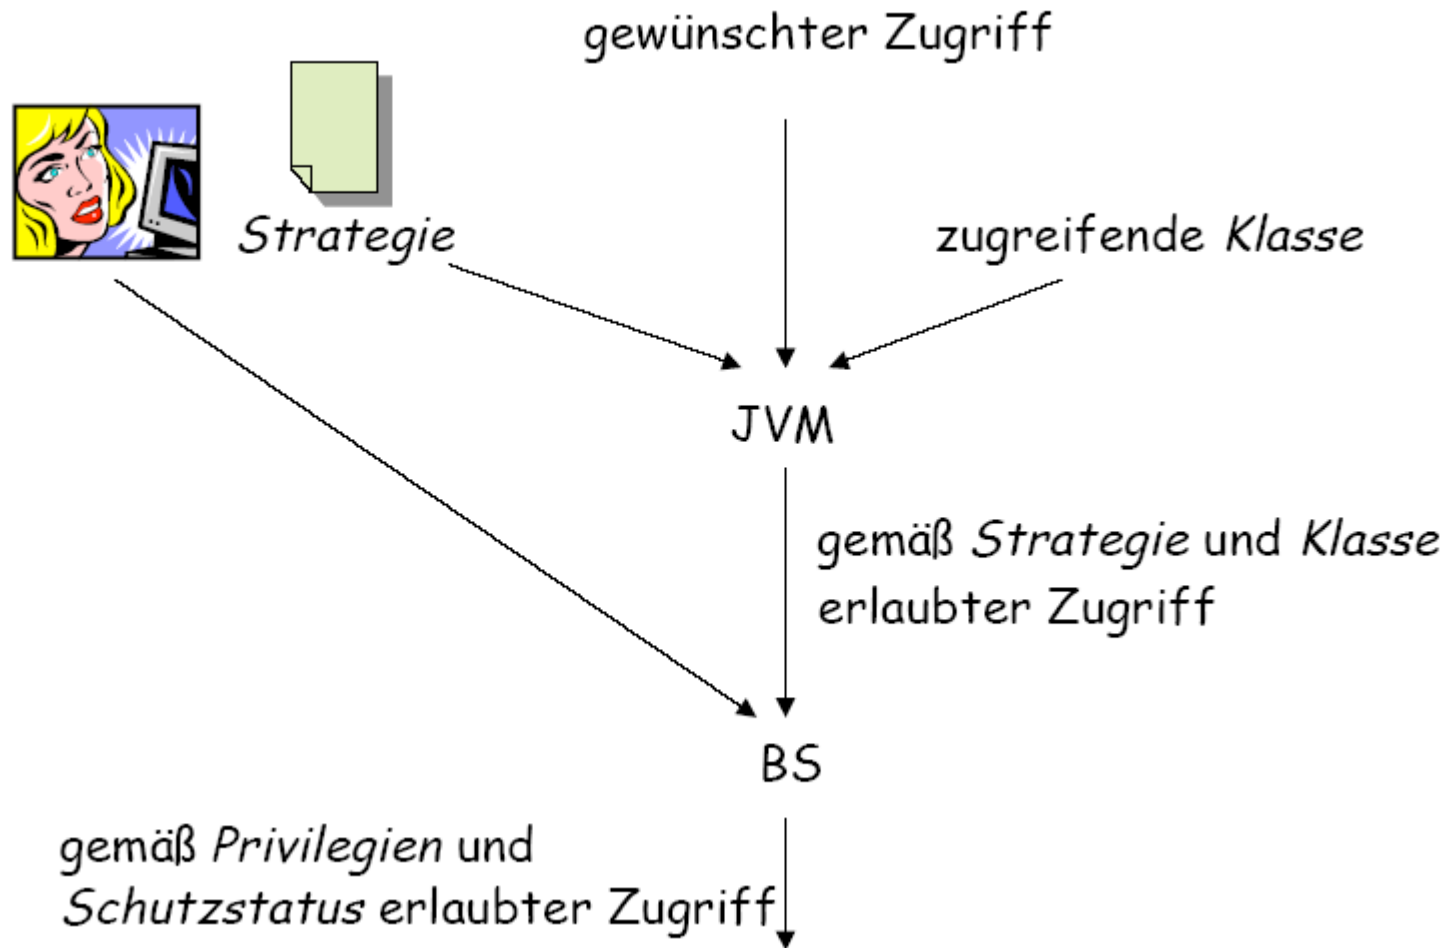 gewünschter Zugriff
Strategie
zugreifende Klasse
JVM
gemäß Strategie und Klasse
erlaubter Zugriff
BS
gemäß Privilegien und
Schutzstatus erlaubter Zugriff